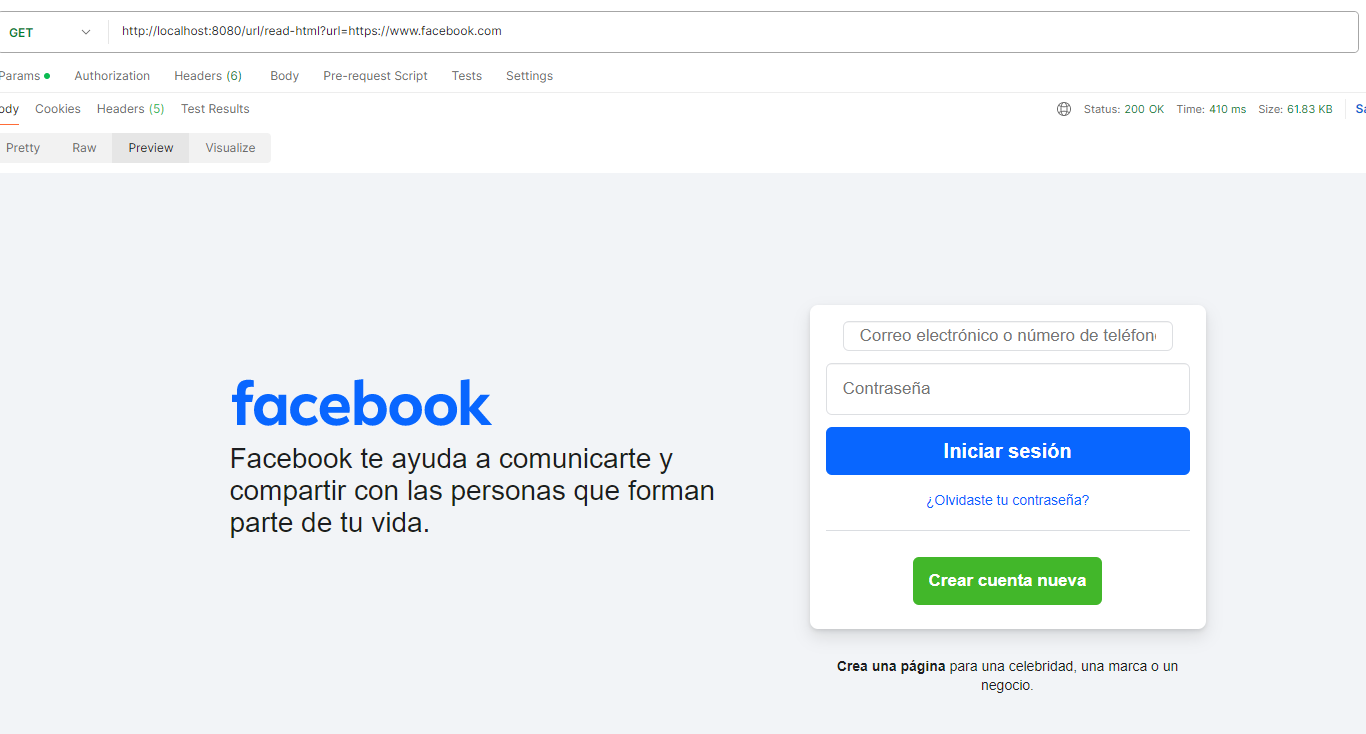 GET http://localhost:8080/url/read-html?url=https://www.facebook.com
Params Authorization Headers (6) Body Pre-request Script Tests Settings
ody Cookies Headers (5) Test Results Status: 200 OK Time: 410 ms Size: 61.83 KB Sa
Pretty Raw Preview Visualize
facebook
Facebook te ayuda a comunicarte y
compartir con las personas que forman
parte de tu vida.
Correo electrónico o número de teléfon
Contraseña
Iniciar sesión
¿Olvidaste tu contraseña?
Crear cuenta nueva
Crea una página para una celebridad, una marca o un
negocio.